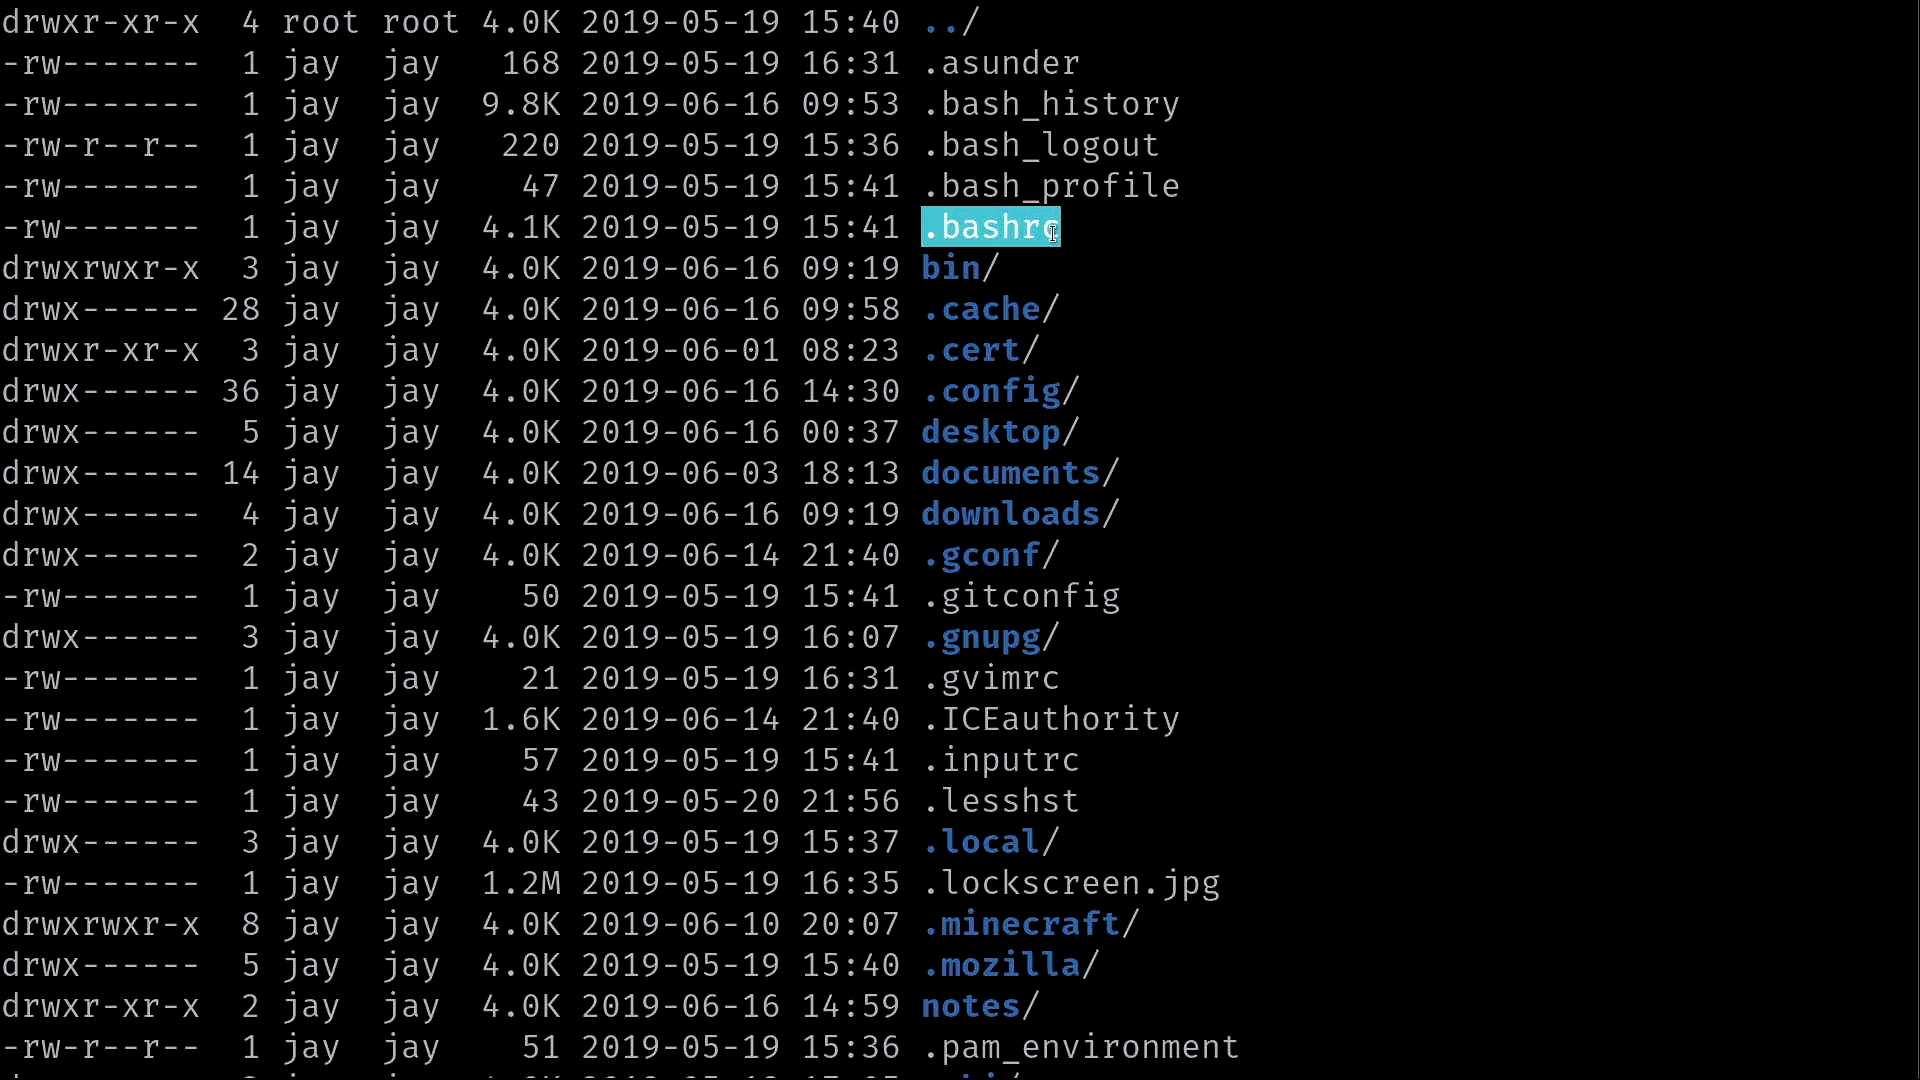 drwxr-xr-x  4 root root 4.0K 2019-05-19 15:40 ../
-rw-------  1 jay  jay   168 2019-05-19 16:31 .asunder
-rw-------  1 jay  jay  9.8K 2019-06-16 09:53 .bash_history
-rw-r--r--  1 jay  jay   220 2019-05-19 15:36 .bash_logout
-rw-------  1 jay  jay    47 2019-05-19 15:41 .bash_profile
-rw-------  1 jay  jay  4.1K 2019-05-19 15:41 .bashrc
drwxrwxr-x  3 jay  jay  4.0K 2019-06-16 09:19 bin/
drwx------ 28 jay  jay  4.0K 2019-06-16 09:58 .cache/
drwxr-xr-x  3 jay  jay  4.0K 2019-06-01 08:23 .cert/
drwx------ 36 jay  jay  4.0K 2019-06-16 14:30 .config/
drwx------  5 jay  jay  4.0K 2019-06-16 00:37 desktop/
drwx------ 14 jay  jay  4.0K 2019-06-03 18:13 documents/
drwx------  4 jay  jay  4.0K 2019-06-16 09:19 downloads/
drwx------  2 jay  jay  4.0K 2019-06-14 21:40 .gconf/
-rw-------  1 jay  jay    50 2019-05-19 15:41 .gitconfig
drwx------  3 jay  jay  4.0K 2019-05-19 16:07 .gnupg/
-rw-------  1 jay  jay    21 2019-05-19 16:31 .gvimrc
-rw-------  1 jay  jay  1.6K 2019-06-14 21:40 .ICEauthority
-rw-------  1 jay  jay    57 2019-05-19 15:41 .inputrc
-rw-------  1 jay  jay    43 2019-05-20 21:56 .lesshst
drwx------  3 jay  jay  4.0K 2019-05-19 15:37 .local/
-rw-------  1 jay  jay  1.2M 2019-05-19 16:35 .lockscreen.jpg
drwxrwxr-x  8 jay  jay  4.0K 2019-06-10 20:07 .minecraft/
drwx------  5 jay  jay  4.0K 2019-05-19 15:40 .mozilla/
drwxr-xr-x  2 jay  jay  4.0K 2019-06-16 14:59 notes/
-rw-r--r--  1 jay  jay    51 2019-05-19 15:36 .pam_environment